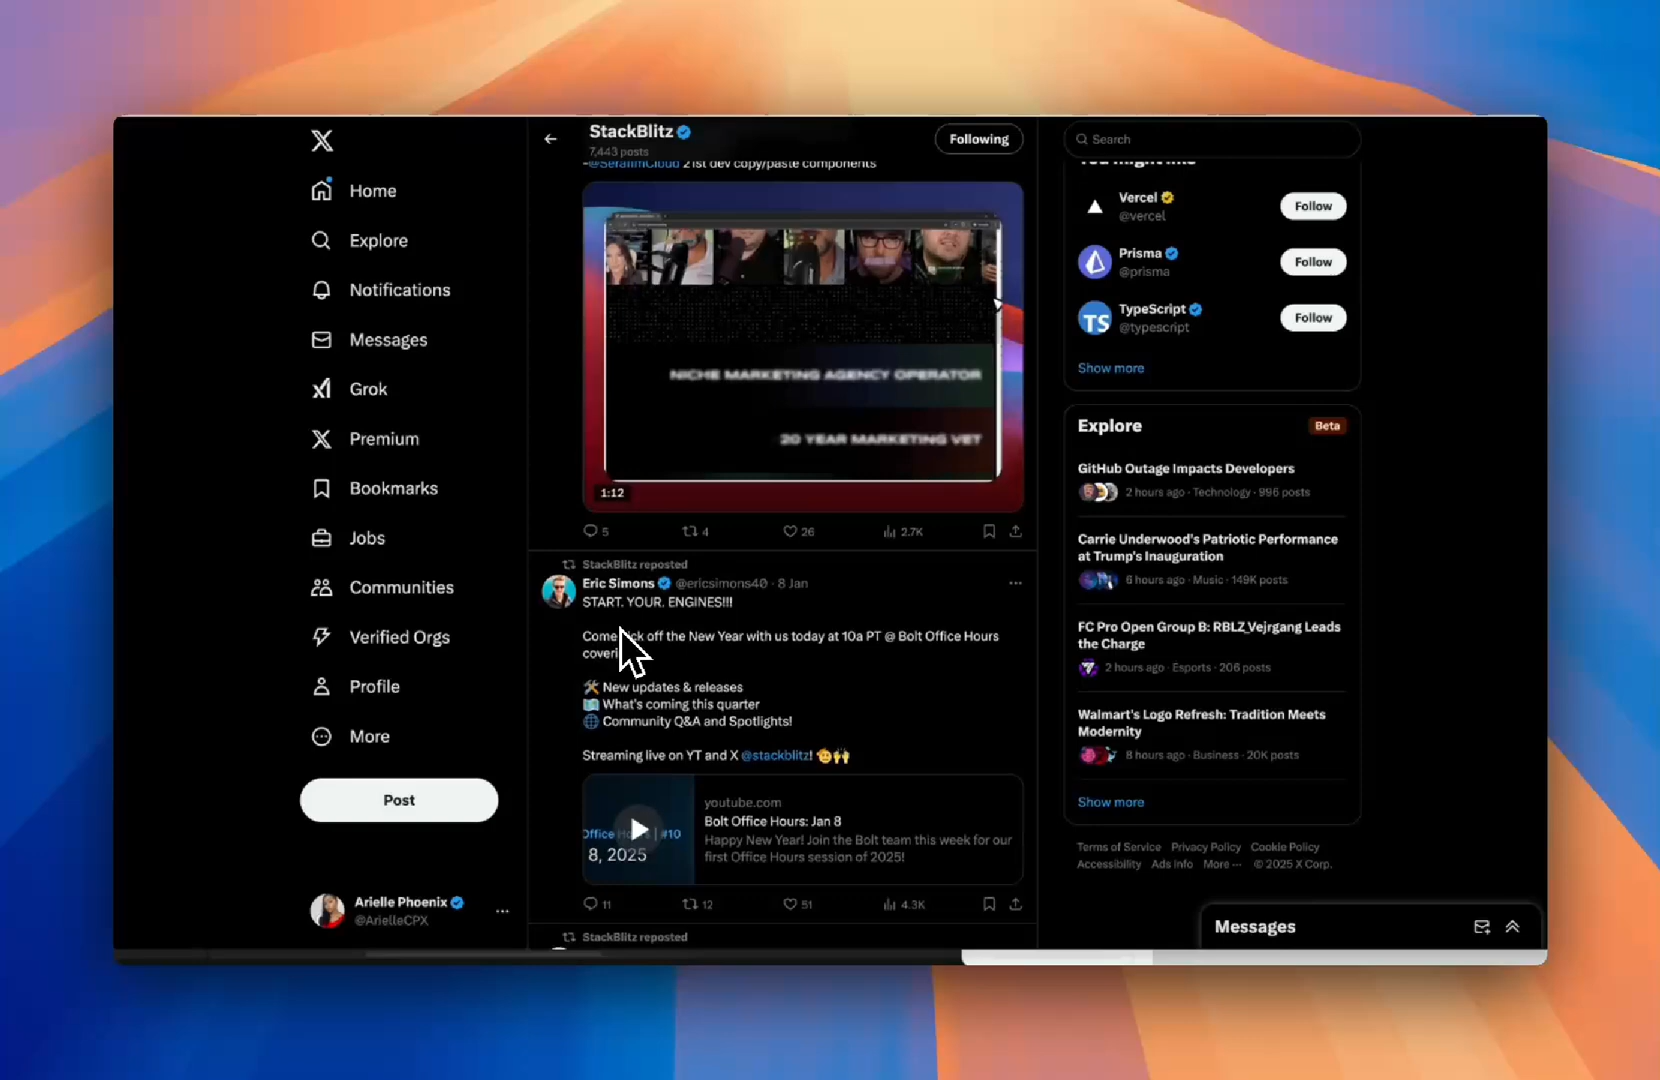 Home
Explore
Notifications
Messages
Grok
Premium
Bookmarks
Jobs
Communities
Verified Orgs
Profile
More
Post
Arielle Phoenix
@ArielleCPX
StackBlitz
7,443 posts
Following
-@SerafimCloud 21st dev copy/paste components
NICHE MARKETING AGENCY OPERATOR
20 YEAR MARKETING VET
1:12
5
4
26
2.7K
StackBlitz reposted
Eric Simons @ericsimons40 · 8 Jan
START. YOUR. ENGINES!!!
Come kick off the New Year with us today at 10a PT @ Bolt Office Hours
🛠️ New updates & releases
🗺️ What's coming this quarter
🌐 Community Q&A and Spotlights!
Streaming live on YT and X @stackblitz! 🫡🙌
#10
8, 2025
youtube.com
Bolt Office Hours: Jan 8
Happy New Year! Join the Bolt team this week for our
first Office Hours session of 2025!
11
12
51
4.3K
StackBlitz reposted
Search
You might like
Vercel
@vercel
Follow
Prisma
@prisma
Follow
TS
TypeScript
@typescript
Follow
Show more
Explore
Beta
GitHub Outage Impacts Developers
2 hours ago · Technology · 996 posts
Carrie Underwood's Patriotic Performance
at Trump's Inauguration
6 hours ago · Music · 149K posts
FC Pro Open Group B: RBLZ_Vejrgang Leads
the Charge
2 hours ago · Esports · 206 posts
Walmart's Logo Refresh: Tradition Meets
Modernity
8 hours ago · Business · 20K posts
Show more
Terms of Service Privacy Policy Cookie Policy
Accessibility Ads info More ··· © 2025 X Corp.
Messages